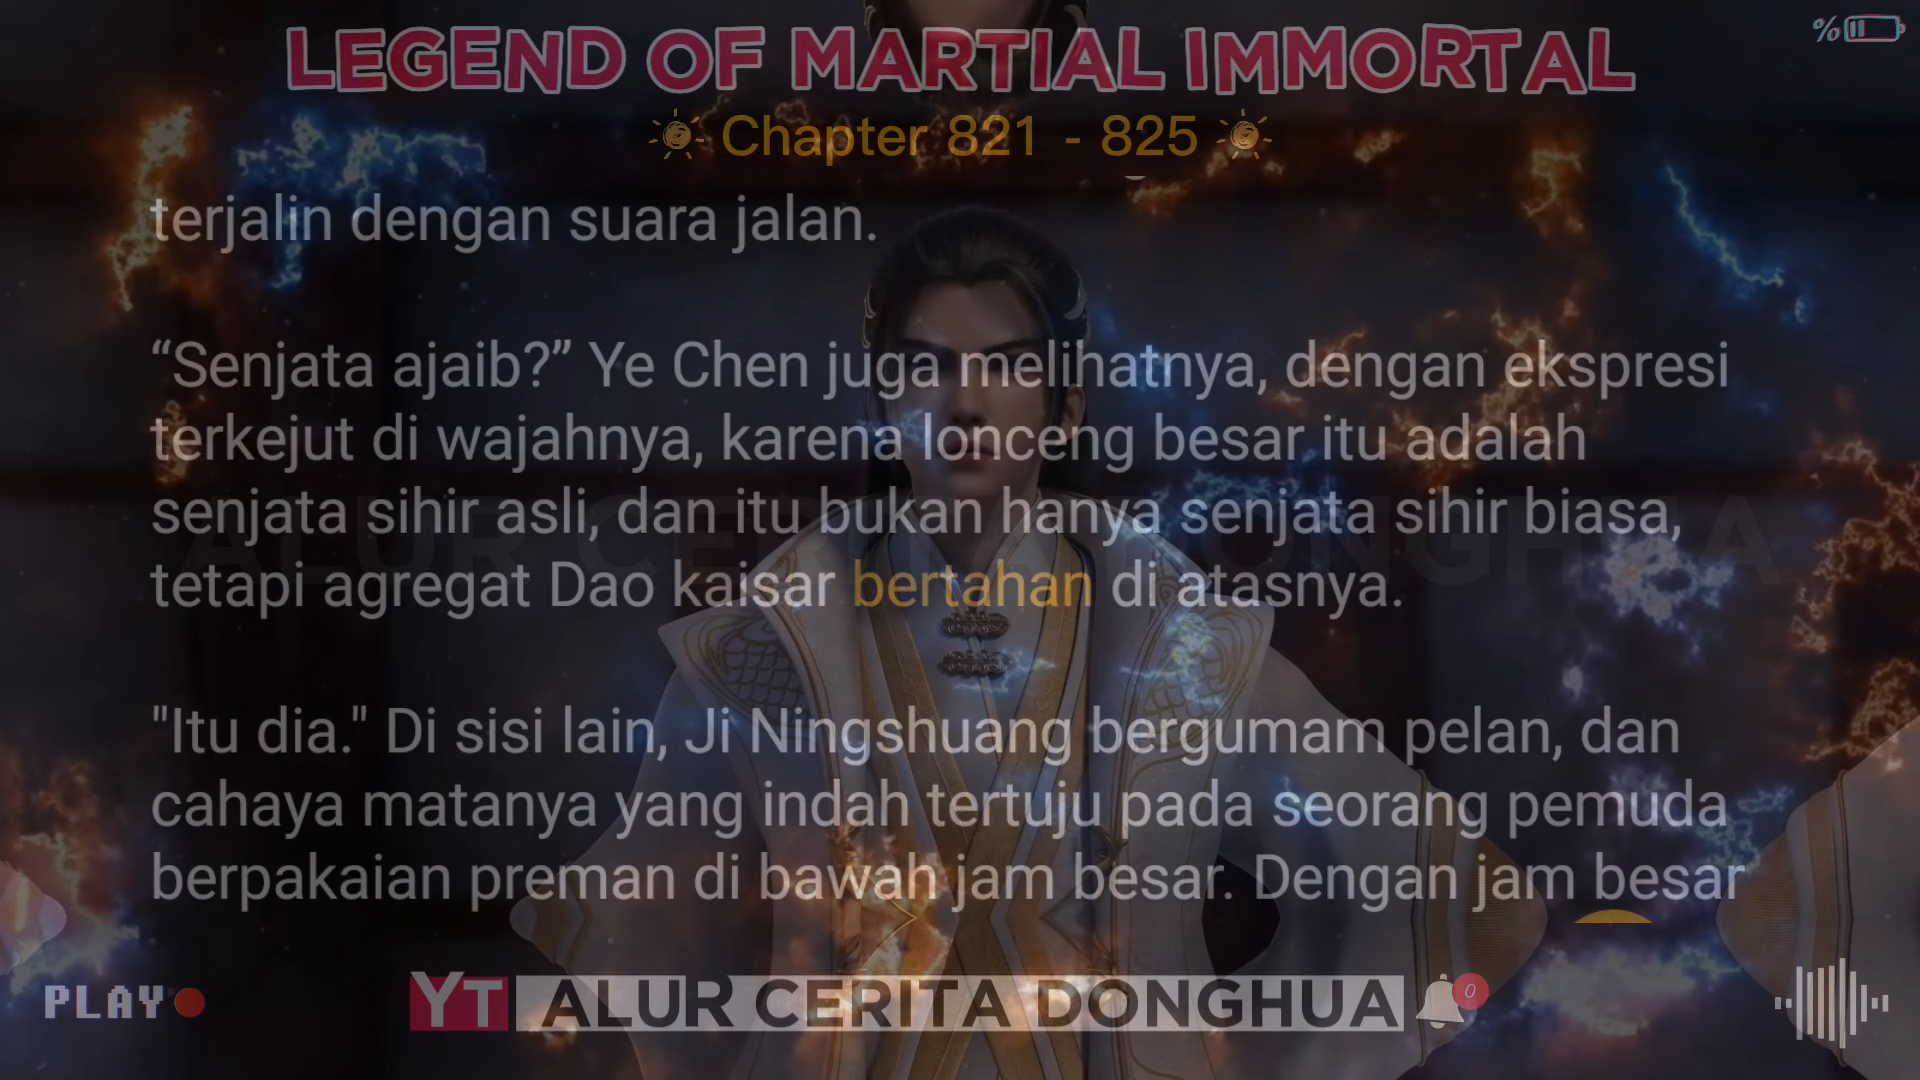 LEGEND OF MARTIAL IMMORTAL
%
Chapter 821 - 825
terjalin dengan suara jalan.
“Senjata ajaib?” Ye Chen juga melihatnya, dengan ekspresi
terkejut di wajahnya, karena lonceng besar itu adalah
senjata sihir asli, dan itu bukan hanya senjata sihir biasa,
tetapi agregat Dao kaisar bertahan di atasnya.
"Itu dia." Di sisi lain, Ji Ningshuang bergumam pelan, dan
cahaya matanya yang indah tertuju pada seorang pemuda
berpakaian preman di bawah jam besar. Dengan jam besar
ALUR CERITA DONGHUA
PLAY
YT ALUR CERITA DONGHUA
0